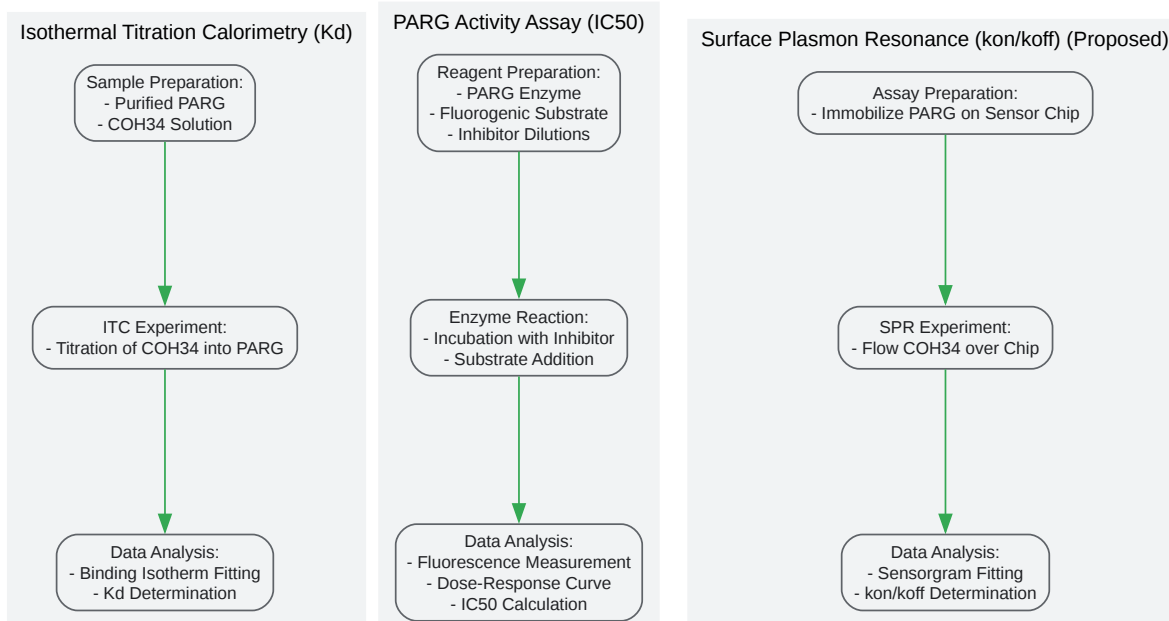 Isothermal Titration Calorimetry (Kd)
Sample Preparation:
- Purified PARG
- COH34 Solution
ITC Experiment:
- Titration of COH34 into PARG
Data Analysis:
- Binding Isotherm Fitting
- Kd Determination
PARG Activity Assay (IC50)
Reagent Preparation:
- PARG Enzyme
- Fluorogenic Substrate
- Inhibitor Dilutions
Enzyme Reaction:
- Incubation with Inhibitor
- Substrate Addition
Data Analysis:
- Fluorescence Measurement
- Dose-Response Curve
- IC50 Calculation
Surface Plasmon Resonance (kon/koff) (Proposed)
Assay Preparation:
- Immobilize PARG on Sensor Chip
SPR Experiment:
- Flow COH34 over Chip
Data Analysis:
- Sensorgram Fitting
- kon/koff Determination